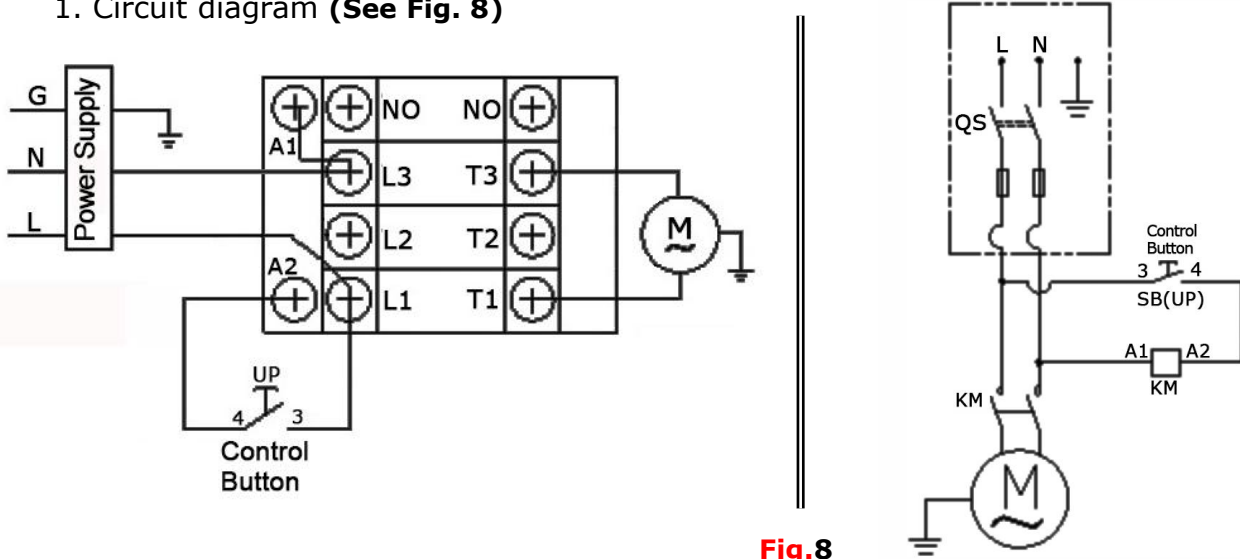 1. Circuit diagram (See Fig. 8)
G
N
L
Power Supply
A1
NO NO
L3 T3
L2 T2
A2
L1 T1
M
UP
4 3
Control
Button
L N
QS
Control
Button
3 4
SB(UP)
A1 A2
KM
KM
M
Fig.8